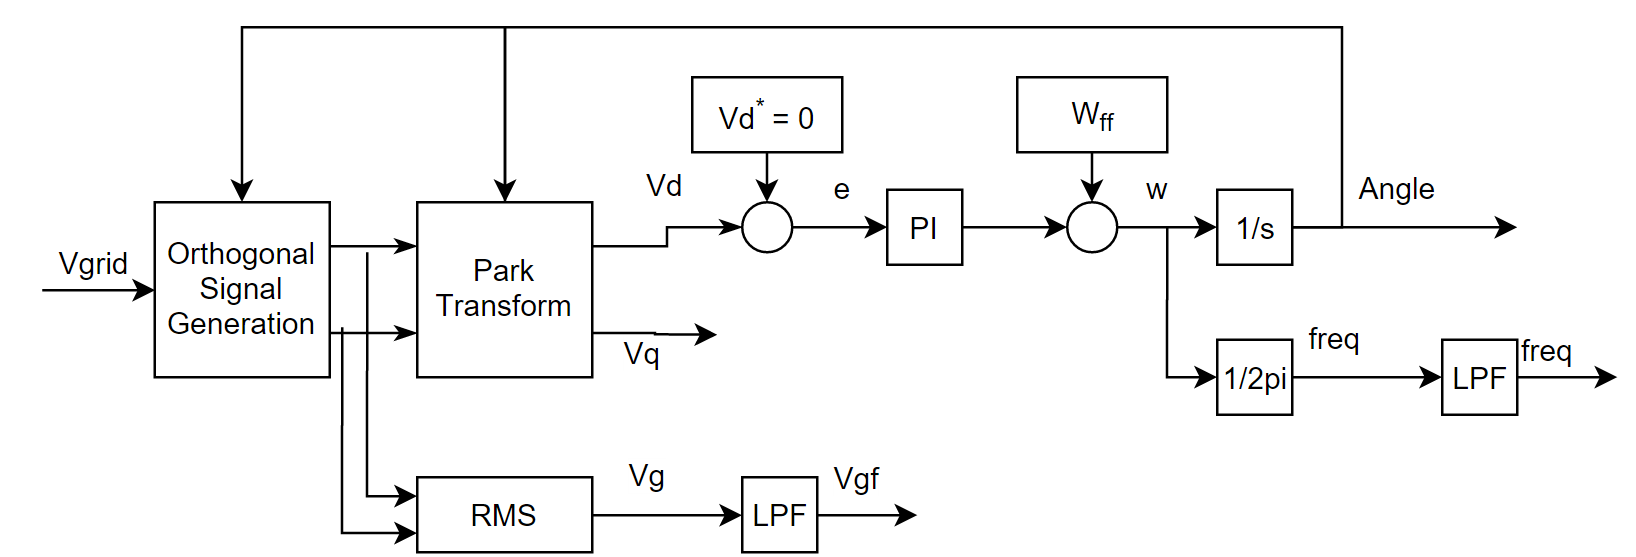 Vgrid
Orthogonal
Signal
Generation
Park
Transform
Vd
Vq
Vd* = 0
e
PI
Wff
w
1/s
Angle
1/2pi
freq
LPF
freq
RMS
Vg
LPF
Vgf